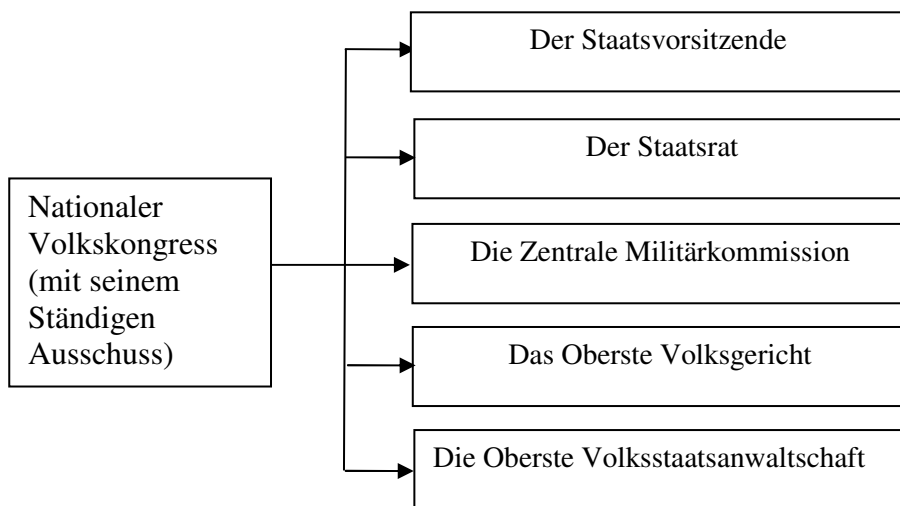 Nationaler
Volkskongress
(mit seinem
Ständigen
Ausschuss)
Der Staatsvorsitzende
Der Staatsrat
Die Zentrale Militärkommission
Das Oberste Volksgericht
Die Oberste Volksstaatsanwaltschaft